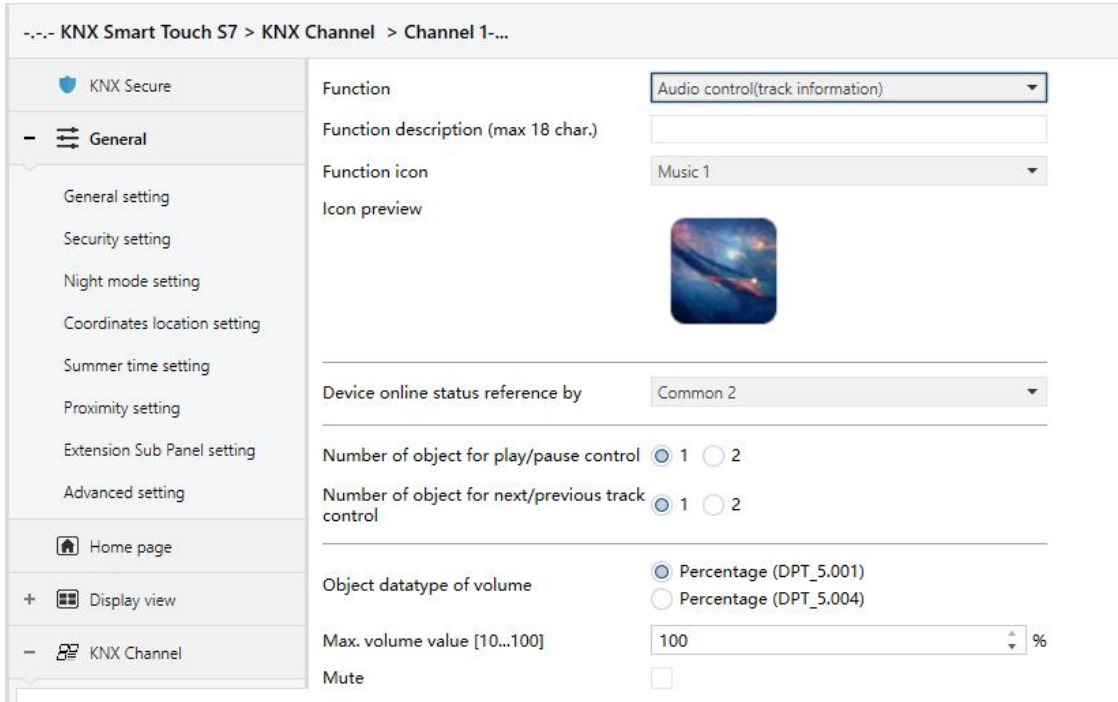 -.-.- KNX Smart Touch S7 > KNX Channel > Channel 1-...
KNX Secure
General
General setting
Security setting
Night mode setting
Coordinates location setting
Summer time setting
Proximity setting
Extension Sub Panel setting
Advanced setting
Home page
Display view
KNX Channel
Function
Audio control(track information)
Function description (max 18 char.)
Function icon
Music 1
Icon preview
Device online status reference by
Common 2
Number of object for play/pause control
1
2
Number of object for next/previous track
control
1
2
Object datatype of volume
Percentage (DPT_5.001)
Percentage (DPT_5.004)
Max. volume value [10...100]
100
%
Mute